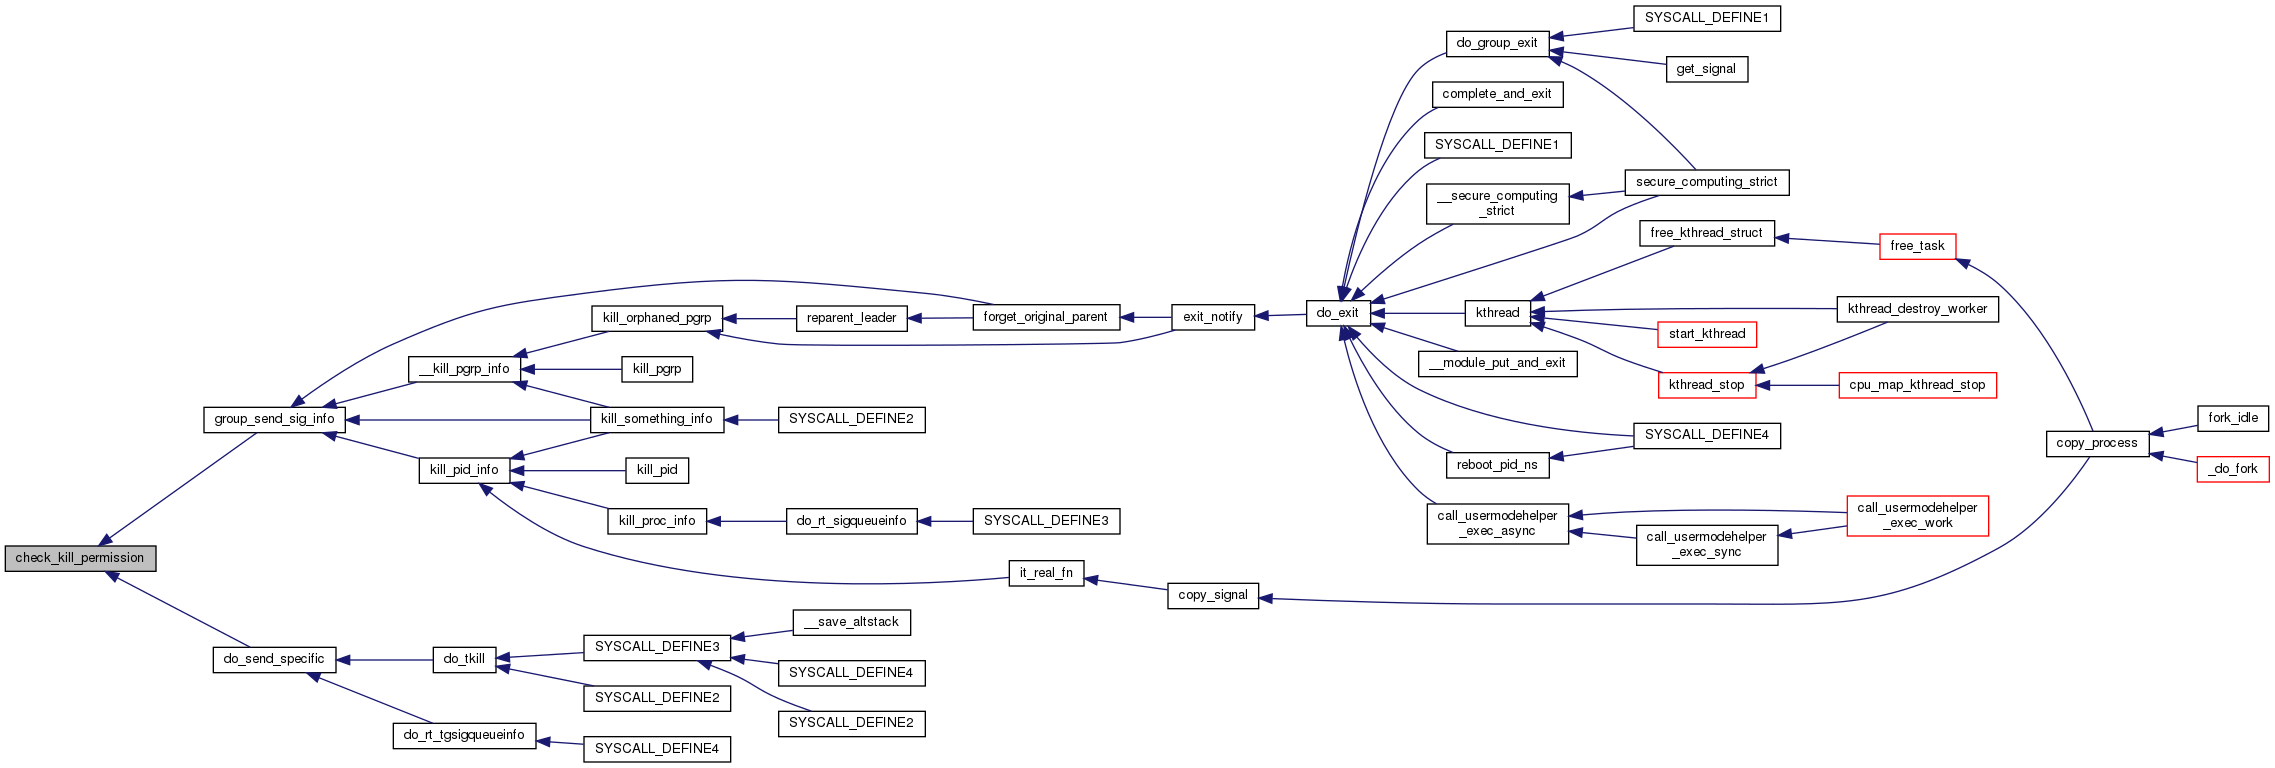 SYSCALL_DEFINE1
do_group_exit
get_signal
complete_and_exit
SYSCALL_DEFINE1
secure_computing_strict
__secure_computing
_strict
free_kthread_struct
free_task
kill_orphaned_pgrp
reparent_leader
forget_original_parent
exit_notify
do_exit
kthread
kthread_destroy_worker
start_kthread
__kill_pgrp_info
kill_pgrp
__module_put_and_exit
kthread_stop
cpu_map_kthread_stop
group_send_sig_info
kill_something_info
SYSCALL_DEFINE2
SYSCALL_DEFINE4
fork_idle
copy_process
kill_pid_info
kill_pid
reboot_pid_ns
_do_fork
kill_proc_info
do_rt_sigqueueinfo
SYSCALL_DEFINE3
call_usermodehelper
_exec_async
call_usermodehelper
_exec_work
call_usermodehelper
_exec_sync
check_kill_permission
it_real_fn
copy_signal
__save_altstack
do_send_specific
do_tkill
SYSCALL_DEFINE3
SYSCALL_DEFINE4
SYSCALL_DEFINE2
SYSCALL_DEFINE2
do_rt_tgsigqueueinfo
SYSCALL_DEFINE4